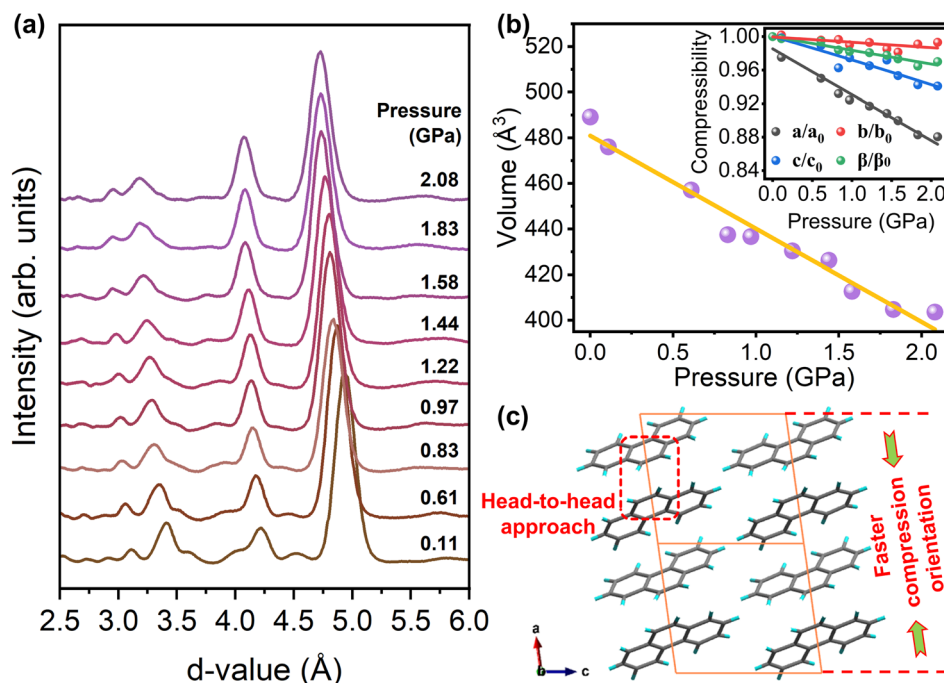 (a)
Intensity (arb. units)
Pressure
(GPa)
2.08
1.83
1.58
1.44
1.22
0.97
0.83
0.61
0.11
2.5 3.0 3.5 4.0 4.5 5.0 5.5 6.0
d-value (Å)
(b)
Volume (Å³)
520
500
480
460
440
420
400
0.0 0.5 1.0 1.5 2.0
Pressure (GPa)
Compressibility
1.00
0.96
0.92
0.88
0.84
a/a₀ b/b₀
c/c₀ β/β₀
0.0 0.5 1.0 1.5 2.0
Pressure (GPa)
(c)
Head-to-head
approach
Faster
compression
orientation
a
b c